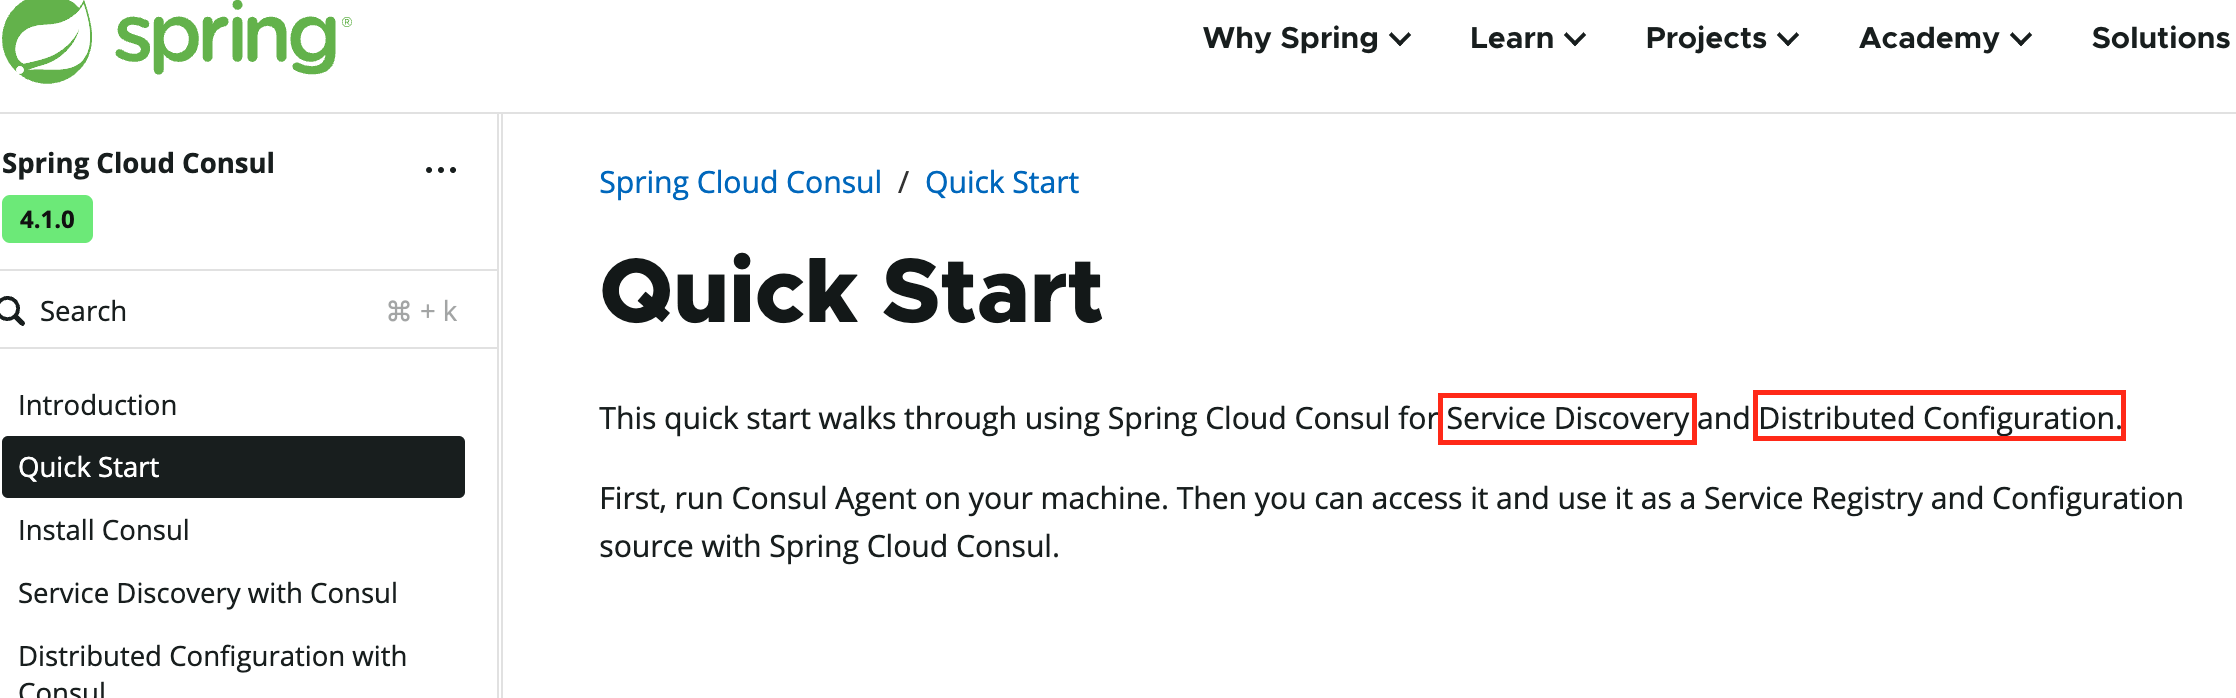 spring®
Why Spring Learn Projects Academy Solutions
Spring Cloud Consul ...
4.1.0
Search ⌘ + k
Introduction
Quick Start
Install Consul
Service Discovery with Consul
Distributed Configuration with
Consul
Spring Cloud Consul / Quick Start
Quick Start
This quick start walks through using Spring Cloud Consul for Service Discovery and Distributed Configuration.
First, run Consul Agent on your machine. Then you can access it and use it as a Service Registry and Configuration
source with Spring Cloud Consul.